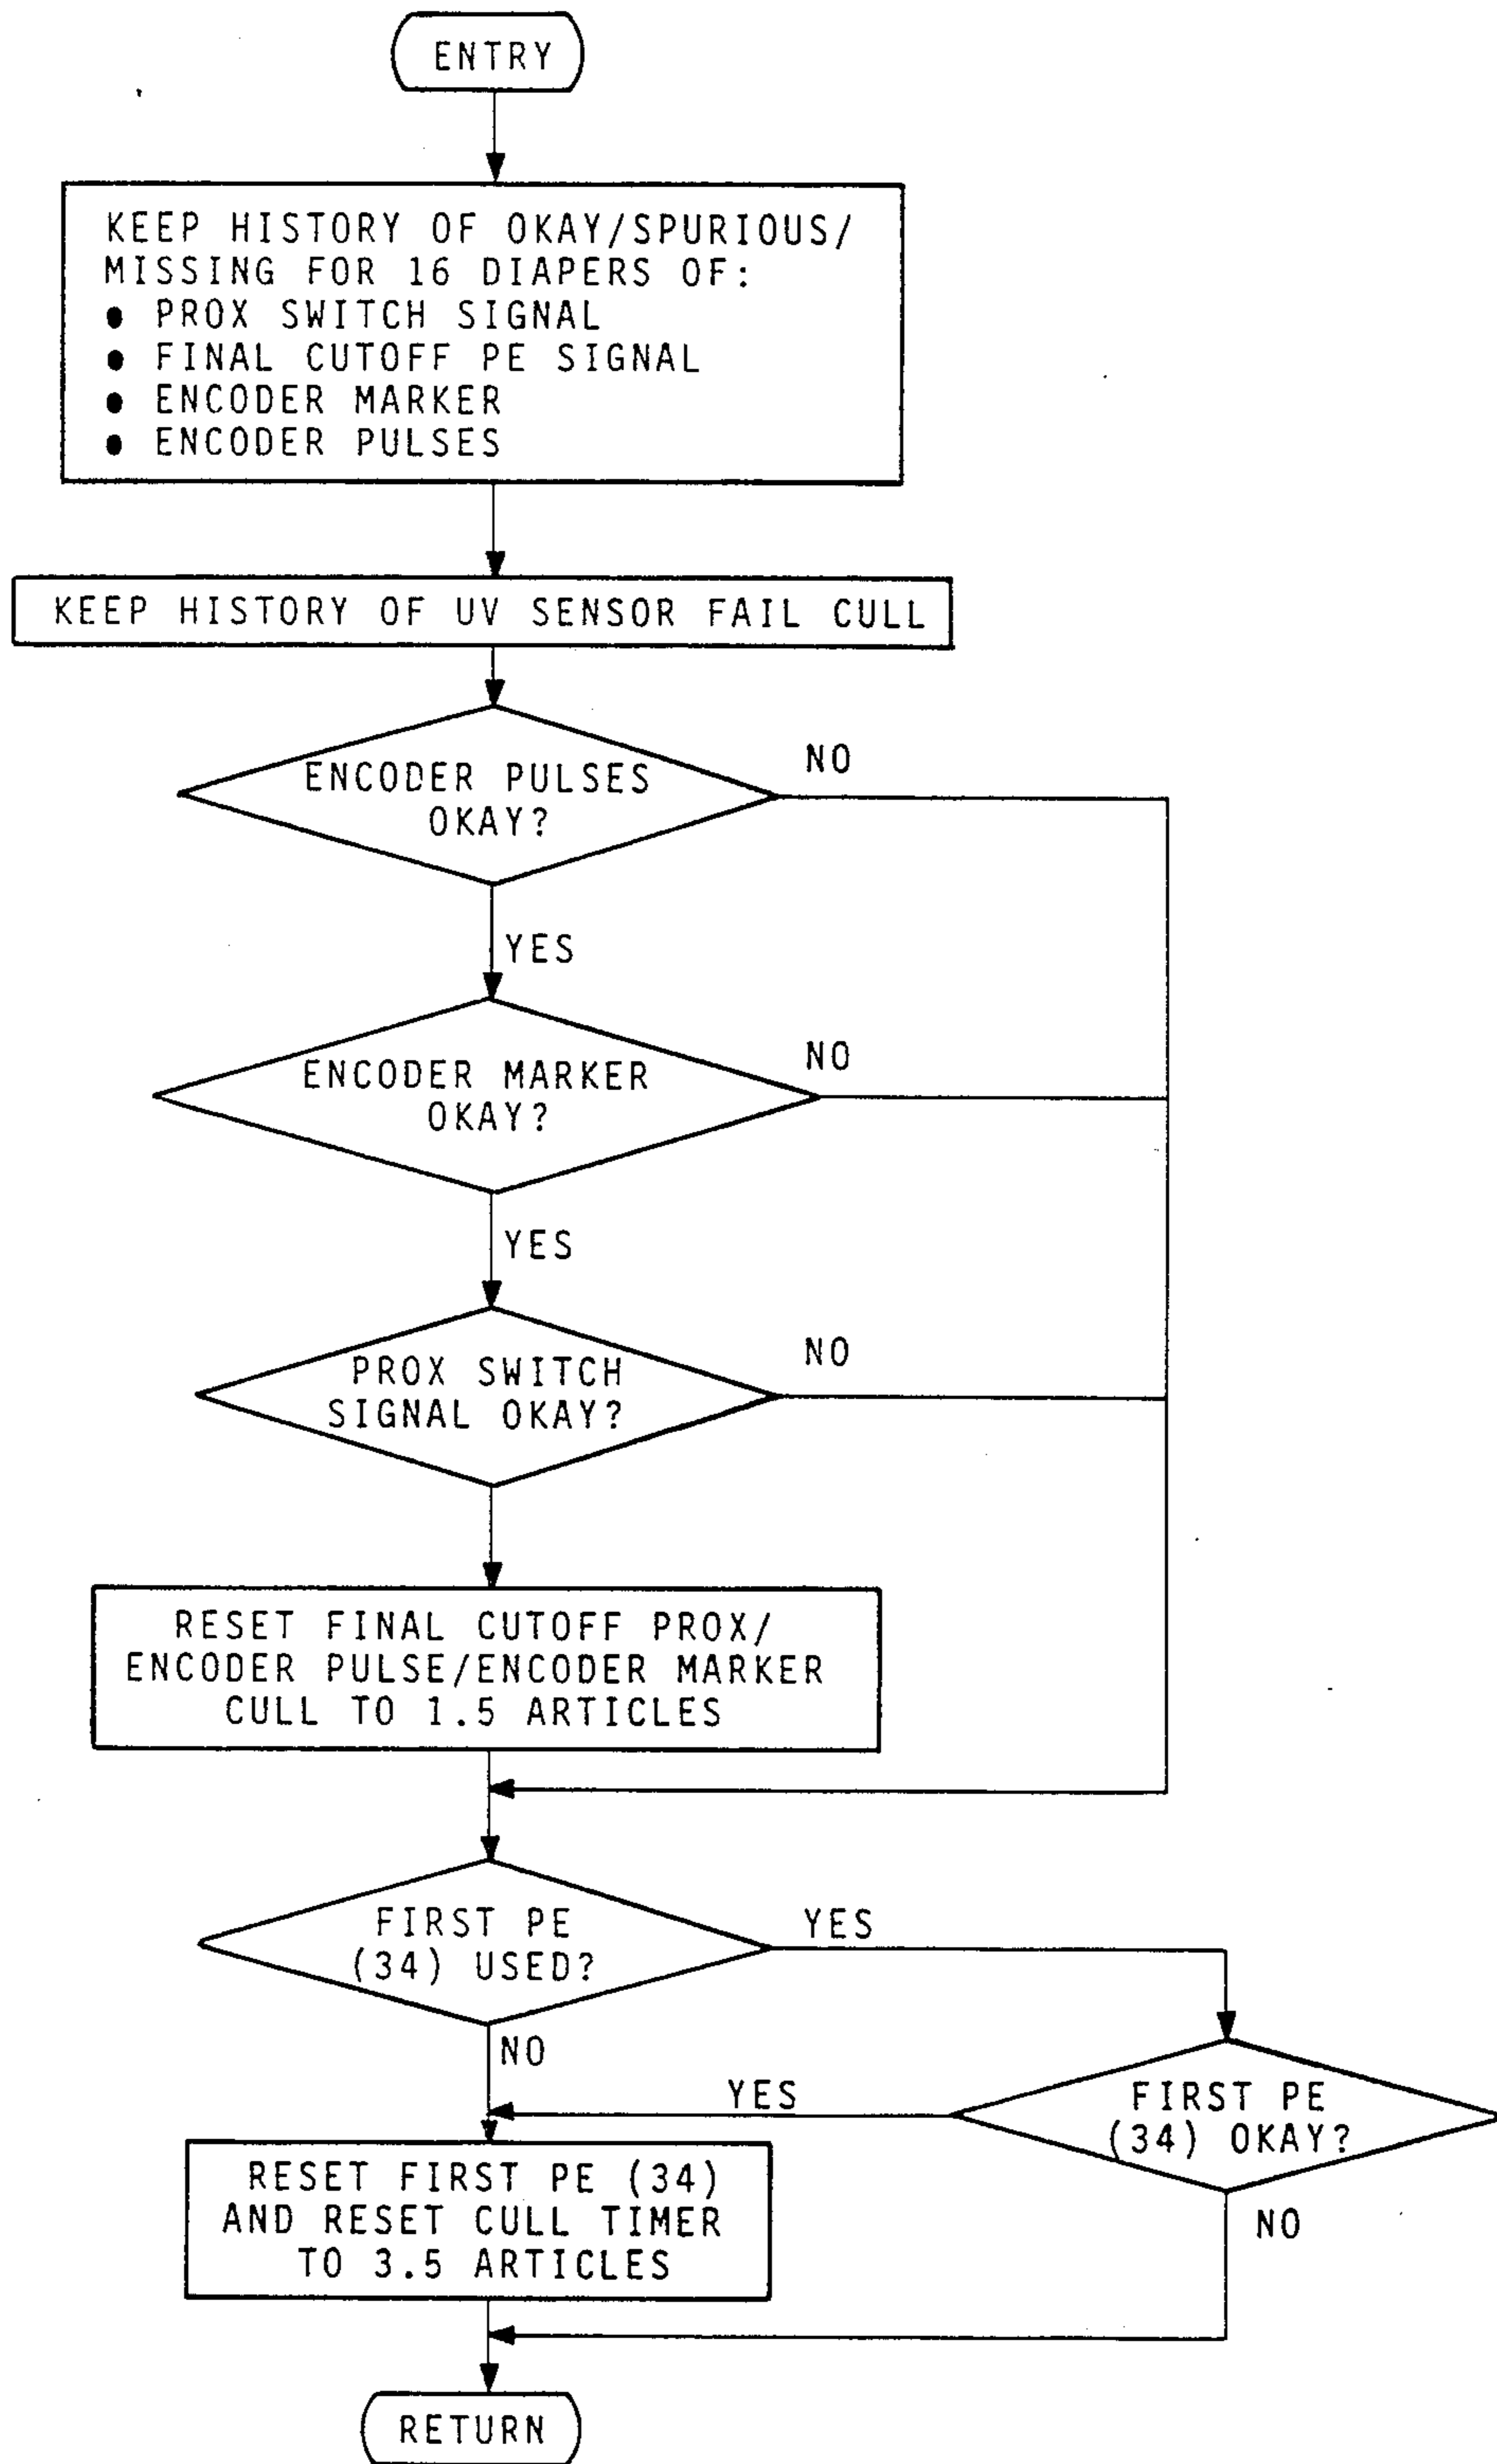 ENTRY
KEEP HISTORY OF OKAY/SPURIOUS/
MISSING FOR 16 DIAPERS OF:
● PROX SWITCH SIGNAL
● FINAL CUTOFF PE SIGNAL
● ENCODER MARKER
● ENCODER PULSES
KEEP HISTORY OF UV SENSOR FAIL CULL
ENCODER PULSES
OKAY?
NO
YES
ENCODER MARKER
OKAY?
NO
YES
PROX SWITCH
SIGNAL OKAY?
NO
RESET FINAL CUTOFF PROX/
ENCODER PULSE/ENCODER MARKER
CULL TO 1.5 ARTICLES
FIRST PE
(34) USED?
YES
NO
FIRST PE
(34) OKAY?
YES
NO
RESET FIRST PE (34)
AND RESET CULL TIMER
TO 3.5 ARTICLES
RETURN